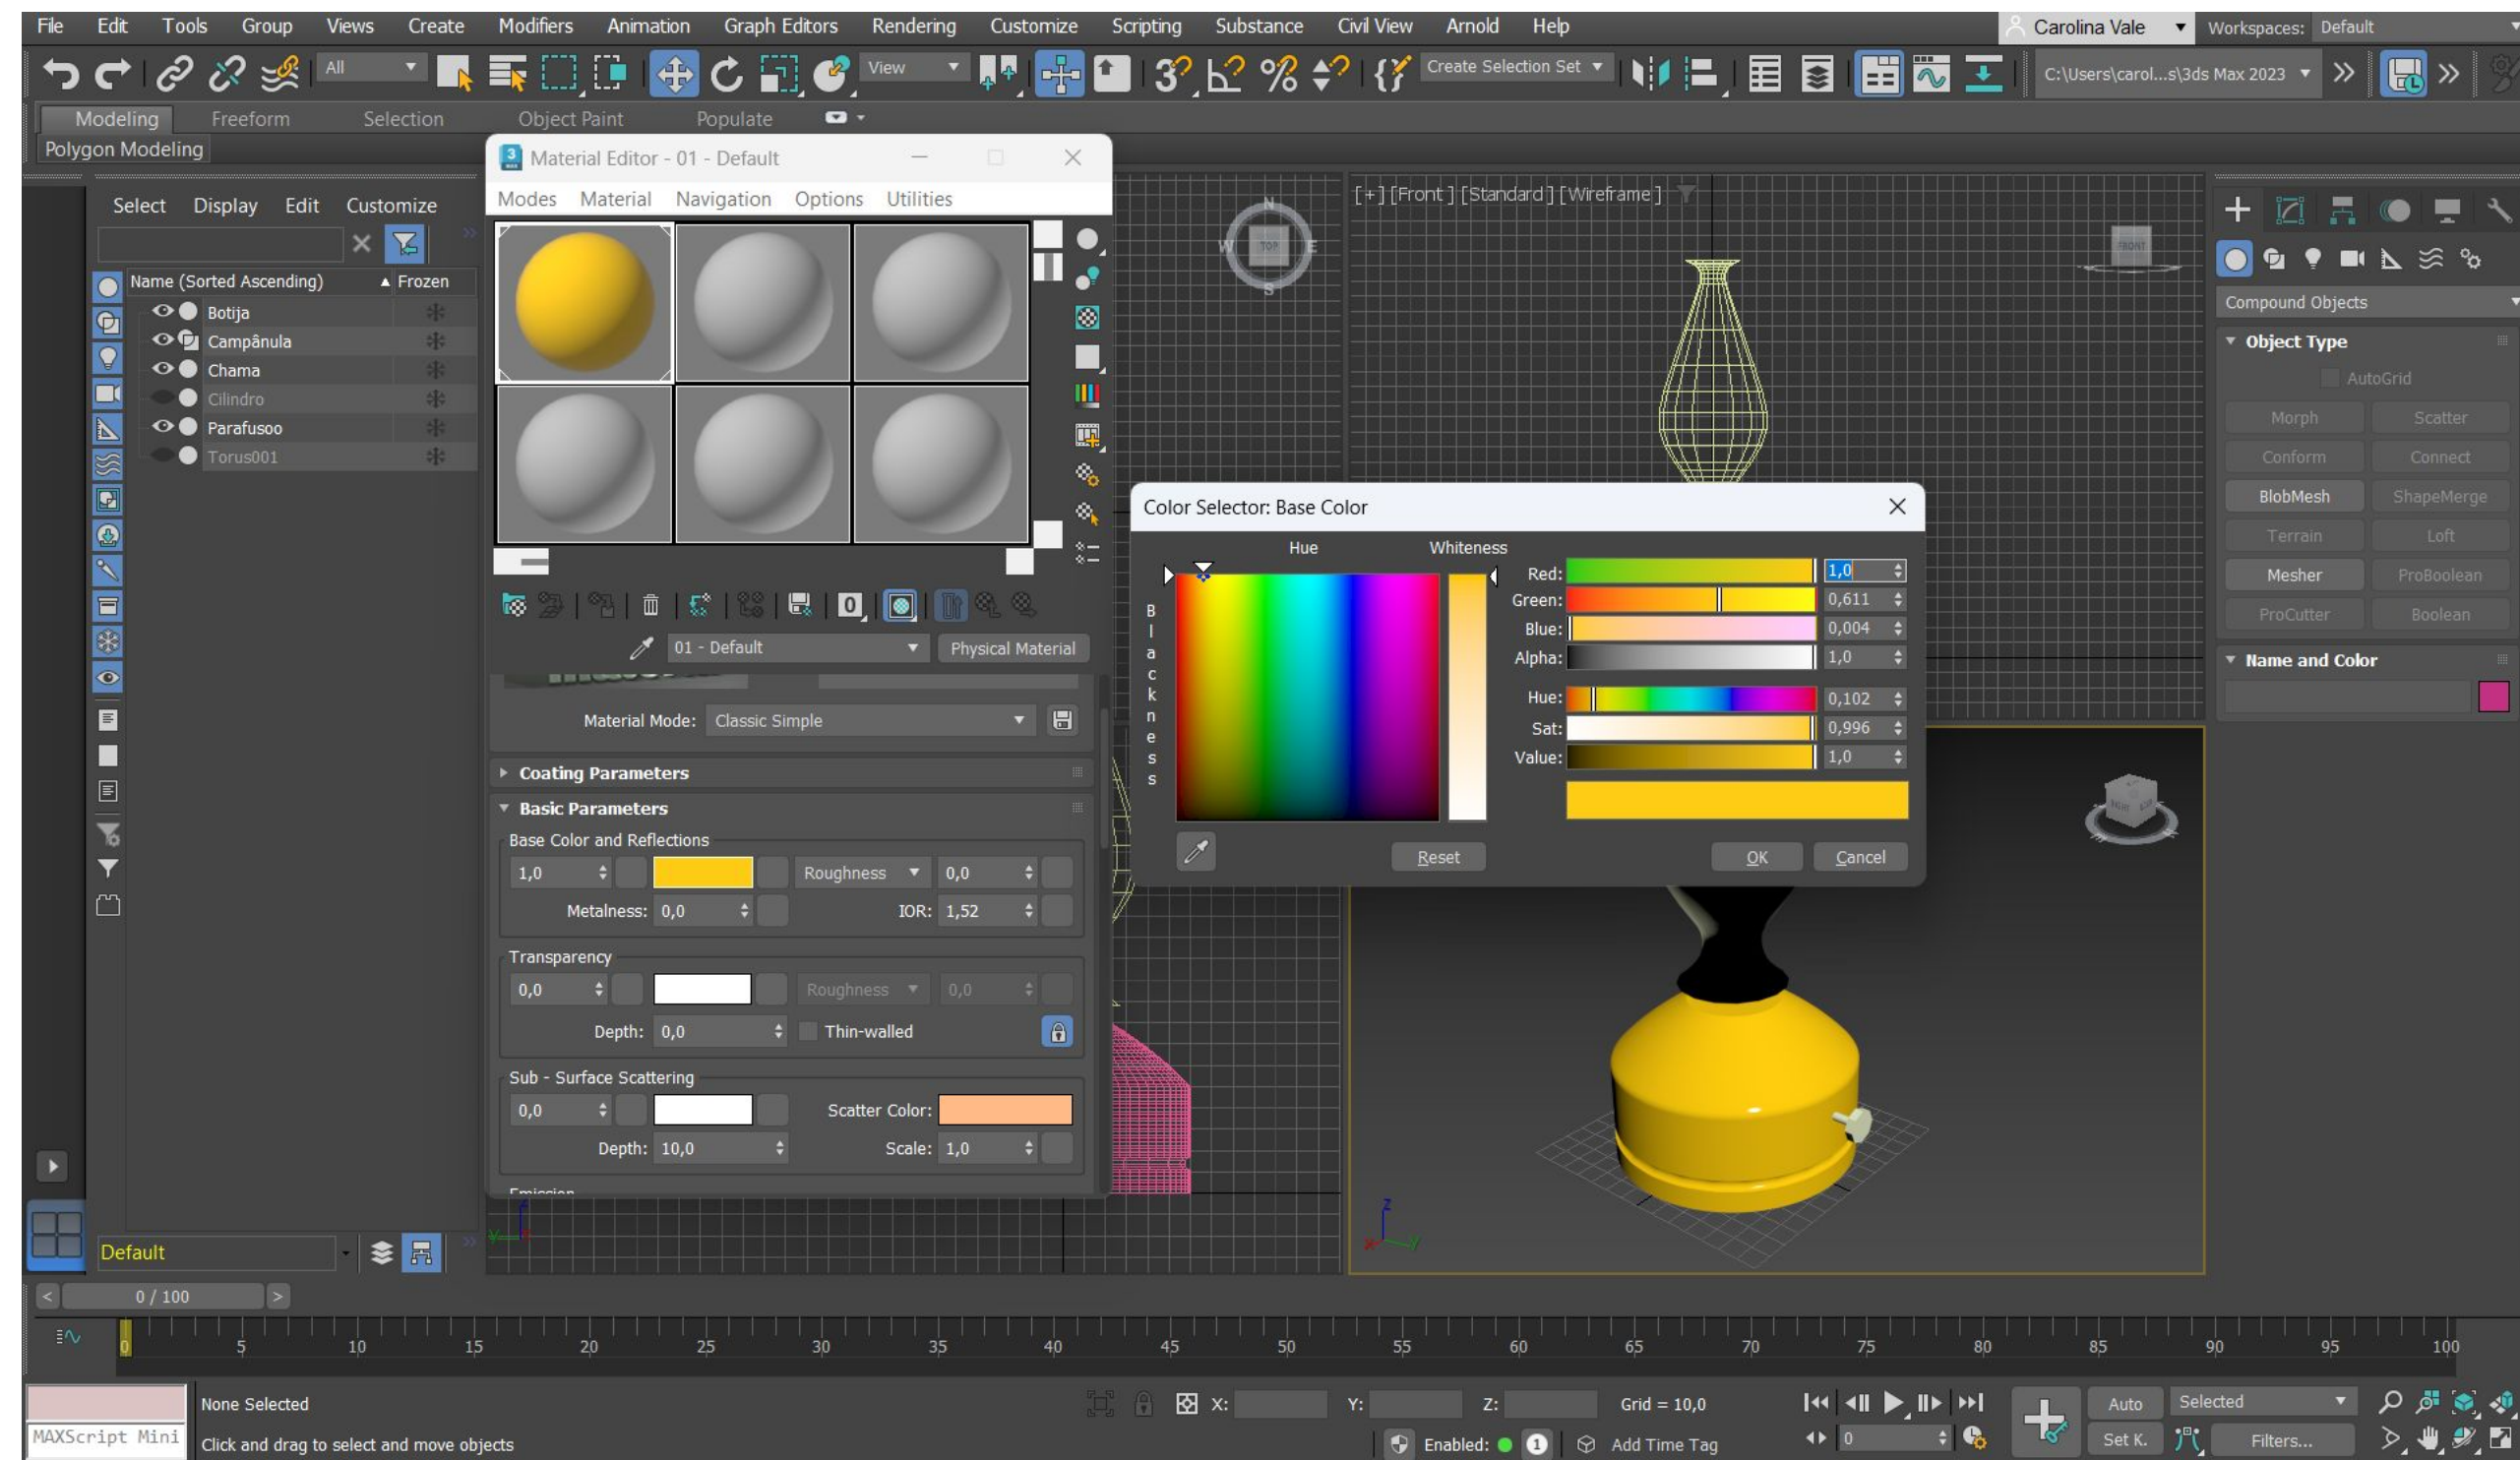 File Edit Tools Group Views Create Modifiers Animation Graph Editors Rendering Customize Scripting Substance Civil View Arnold Help Carolina Vale Workspaces: Default
All View Create Selection Set C:\Users\carol...s\3ds Max 2023
Modeling Freeform Selection Object Paint Populate
Polygon Modeling
Select Display Edit Customize
Name (Sorted Ascending) Frozen
Botija
Campânula
Chama
Cilindro
Parafusoo
Torus001
Default
Material Editor - 01 - Default
Modes Material Navigation Options Utilities
01 - Default Physical Material
Material Mode: Classic Simple
Coating Parameters
Basic Parameters
Base Color and Reflections
1,0 Roughness 0,0
Metalness: 0,0 IOR: 1,52
Transparency
0,0 Roughness 0,0
Depth: 0,0 Thin-walled
Sub - Surface Scattering
0,0 Scatter Color:
Depth: 10,0 Scale: 1,0
Emission
N
W TOP E
S
[+] [Front ] [Standard ] [Wireframe ]
FRONT
Color Selector: Base Color
Hue Whiteness
Blackness
Red: 1,0
Green: 0,611
Blue: 0,004
Alpha: 1,0
Hue: 0,102
Sat: 0,996
Value: 1,0
Reset OK Cancel
Compound Objects
Object Type
AutoGrid
Morph Scatter
Conform Connect
BlobMesh ShapeMerge
Terrain Loft
Mesher ProBoolean
ProCutter Boolean
Name and Color
z
y x
z
x y
< 0 / 100 >
0 5 10 15 20 25 30 35 40 45 50 55 60 65 70 75 80 85 90 95 100
None Selected X: Y: Z: Grid = 10,0 Auto Selected
MAXScript Mini Click and drag to select and move objects Enabled: 1 Add Time Tag 0 Set K. Filters...